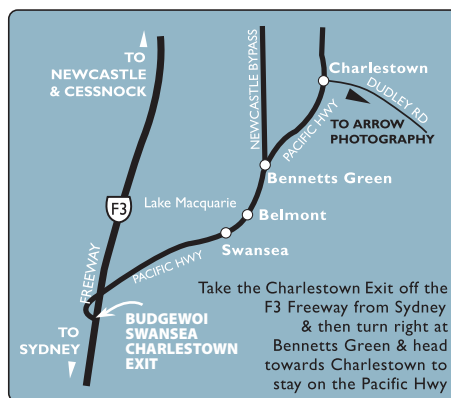 TO
NEWCASTLE
& CESSNOCK
NEWCASTLE BYPASS
Charlestown
DUDLEY RD
PACIFIC HWY
TO ARROW
PHOTOGRAPHY
Bennetts Green
F3
Lake Macquarie
Belmont
Swansea
FREEWAY
PACIFIC HWY
TO
SYDNEY
BUDGEWOI
SWANSEA
CHARLESTOWN
EXIT
Take the Charlestown Exit off the
F3 Freeway from Sydney
& then turn right at
Bennetts Green & head
towards Charlestown to
stay on the Pacific Hwy